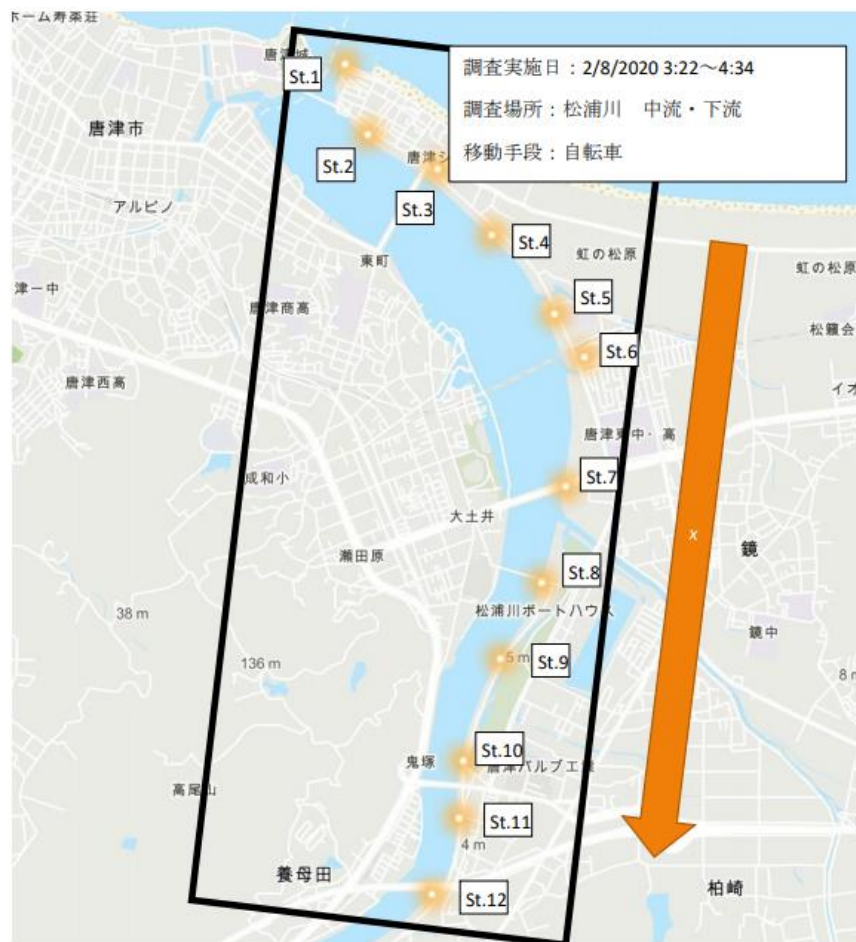 ホーム寿楽荘
唐津城
St.1
調査実施日：2/8/2020 3:22～4:34
調査場所：松浦川　中流・下流
移動手段：自転車
唐津市
St.2
唐津シ
アルピノ
St.3
St.4
東町
虹の松原
虹の松原
津一中
唐津商高
St.5
松籟会
St.6
唐津西高
イオ
唐津東中・高
St.7
成和小
大土井
x
瀬田原
鏡
St.8
38 m
松浦川ボートハウス
鏡中
136 m
5 m
St.9
8 m
St.10
鬼塚
唐津バルブ工業
高尾山
St.11
4 m
養母田
柏崎
St.12